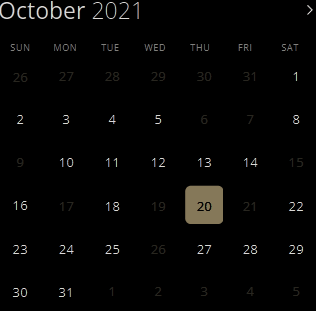 October 2021 >
SUN MON TUE WED THU FRI SAT
26 27 28 29 30 31 1
2 3 4 5 6 7 8
9 10 11 12 13 14 15
16 17 18 19 20 21 22
23 24 25 26 27 28 29
30 31 1 2 3 4 5